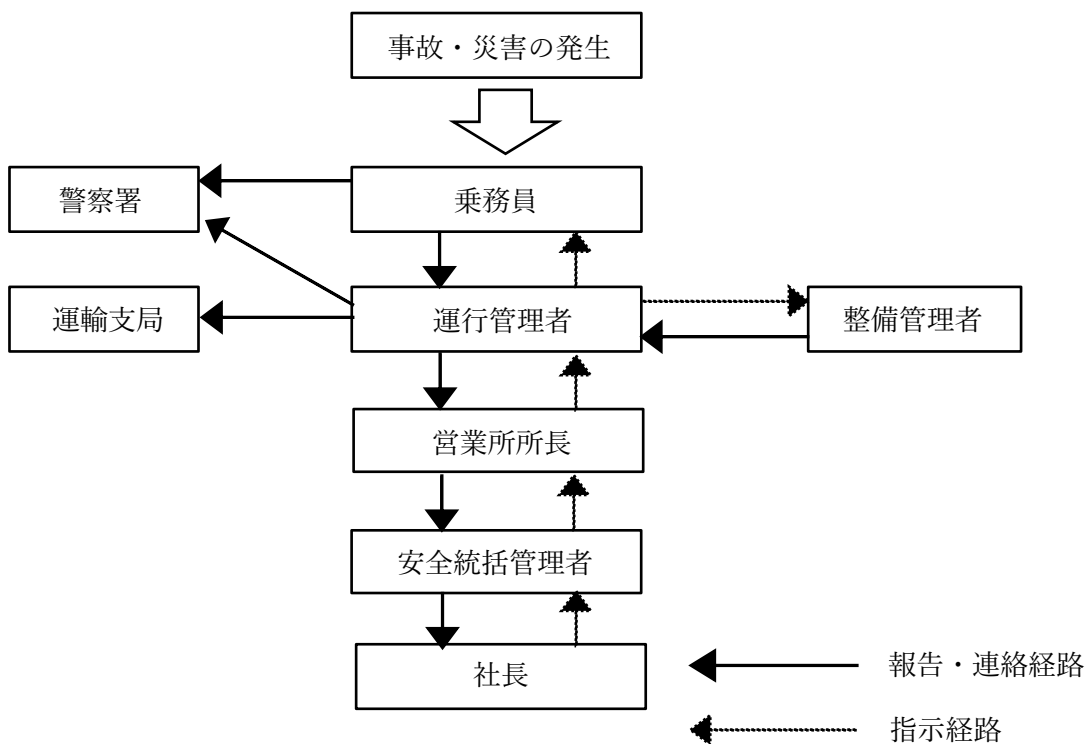 事故・災害の発生
警察署
乗務員
運輸支局
運行管理者
整備管理者
営業所所長
安全統括管理者
社長
報告・連絡経路
指示経路